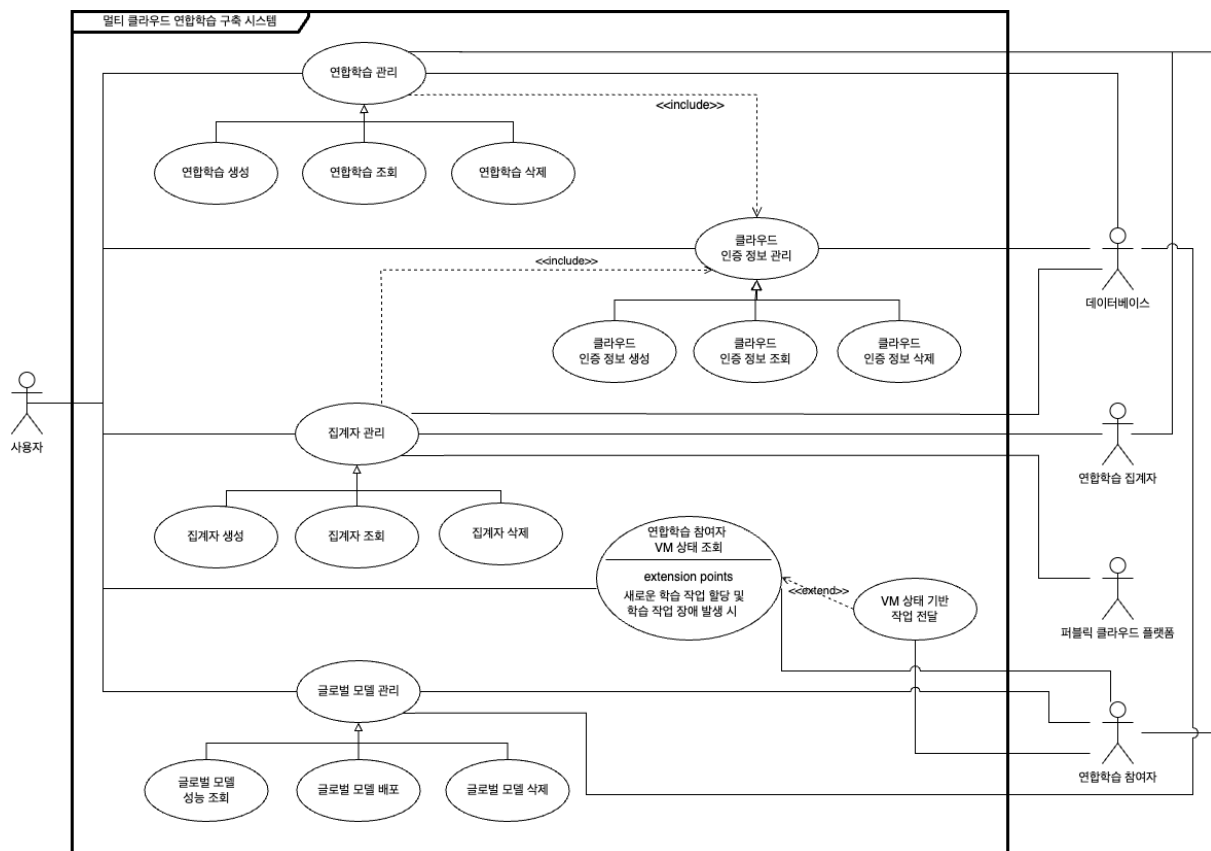 멀티 클라우드 연합학습 구축 시스템
연합학습 관리
<<include>>
연합학습 생성
연합학습 조회
연합학습 삭제
클라우드
인증 정보 관리
<<include>>
데이터베이스
클라우드
인증 정보 생성
클라우드
인증 정보 조회
클라우드
인증 정보 삭제
사용자
집계자 관리
연합학습 집계자
집계자 생성
집계자 조회
집계자 삭제
연합학습 참여자
VM 상태 조회
extension points
새로운 학습 작업 할당 및
학습 작업 장애 발생 시
<<extend>>
VM 상태 기반
작업 전달
퍼블릭 클라우드 플랫폼
글로벌 모델 관리
연합학습 참여자
글로벌 모델
성능 조회
글로벌 모델 배포
글로벌 모델 삭제